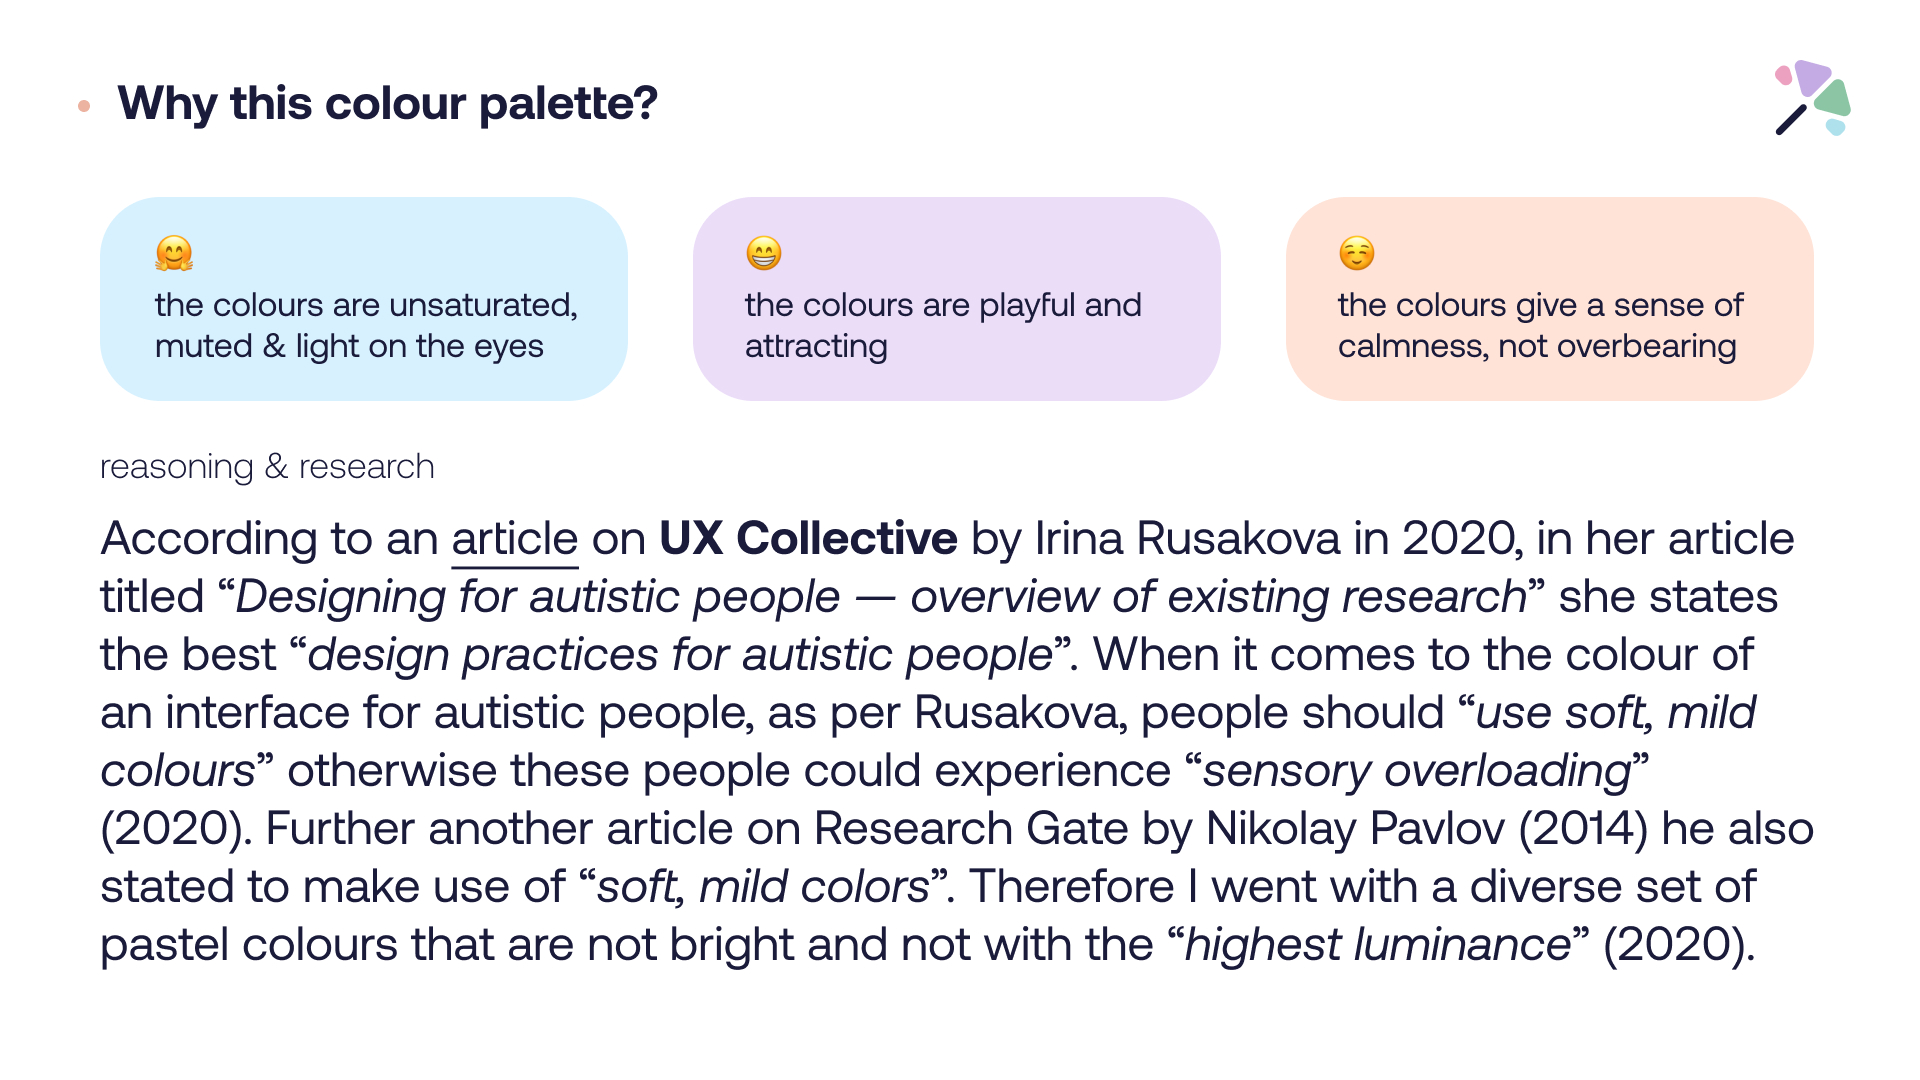 Why this colour palette?
🤗
the colours are unsaturated,
muted & light on the eyes
😁
the colours are playful and
attracting
☺️
the colours give a sense of
calmness, not overbearing
reasoning & research
According to an article on UX Collective by Irina Rusakova in 2020, in her article
titled “Designing for autistic people — overview of existing research” she states
the best “design practices for autistic people”. When it comes to the colour of
an interface for autistic people, as per Rusakova, people should “use soft, mild
colours” otherwise these people could experience “sensory overloading”
(2020). Further another article on Research Gate by Nikolay Pavlov (2014) he also
stated to make use of “soft, mild colors”. Therefore I went with a diverse set of
pastel colours that are not bright and not with the “highest luminance” (2020).